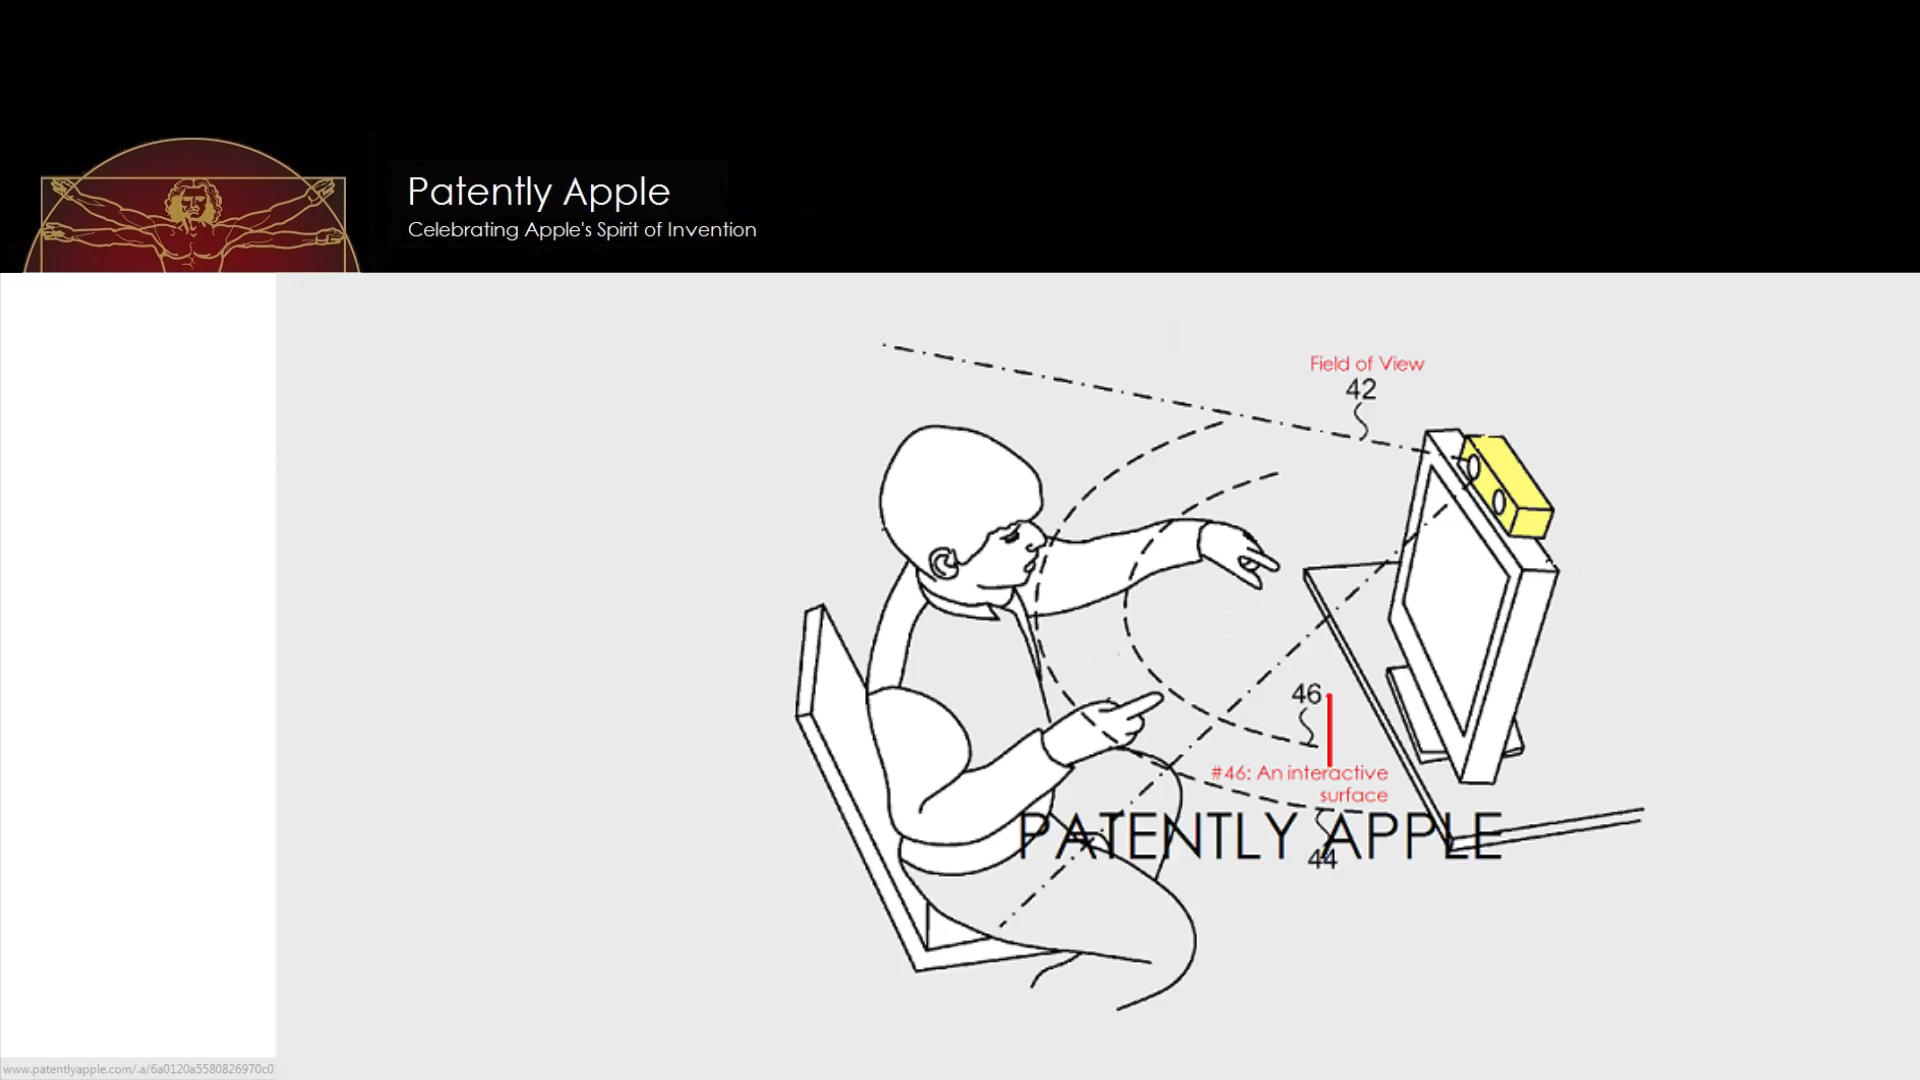 Patently Apple
Celebrating Apple's Spirit of Invention
Field of View
42
46
#46: An interactive
surface
PATENTLY APPLE
44
www.patentlyapple.com/.a/6a0120a5580826970c0